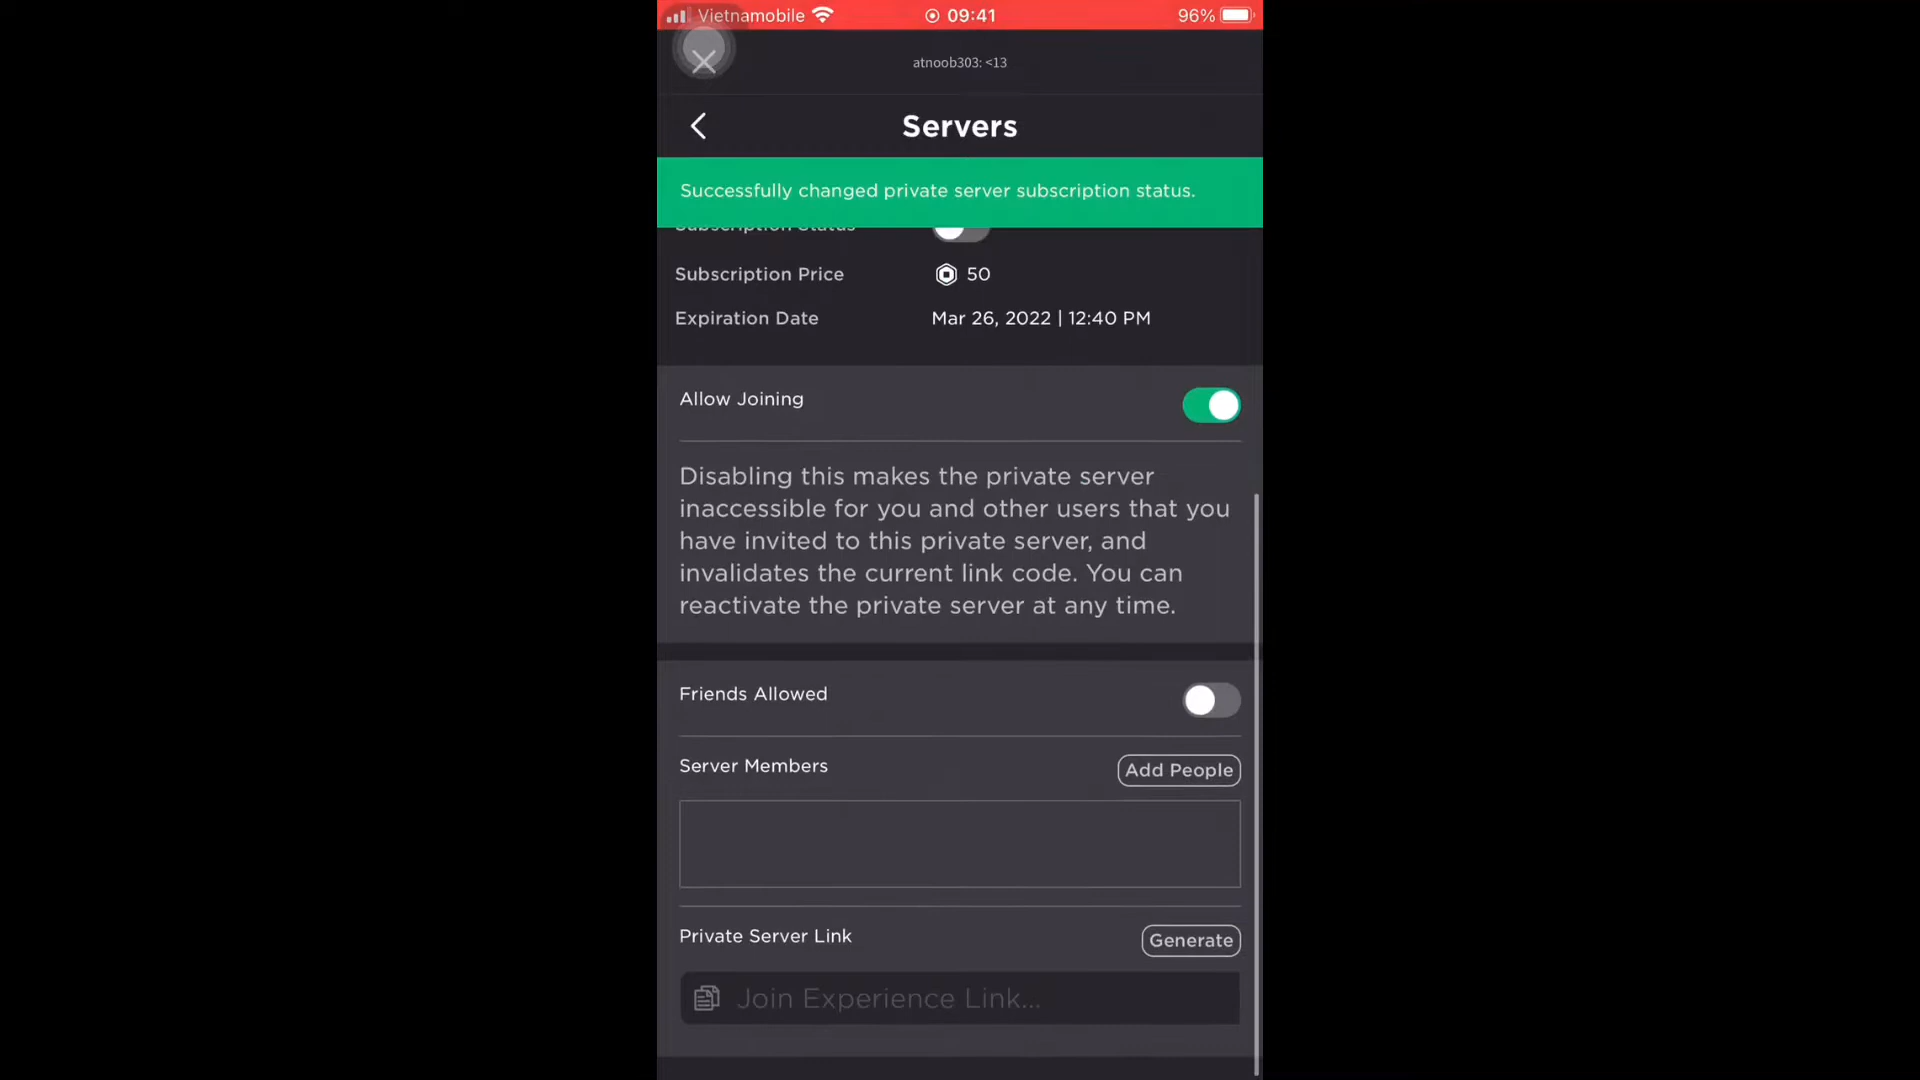 Vietnamobile 09:41 96%
atnoob303: <13
Servers
Successfully changed private server subscription status.
Subscription Status
Subscription Price 50
Expiration Date Mar 26, 2022 | 12:40 PM
Allow Joining
Disabling this makes the private server
inaccessible for you and other users that you
have invited to this private server, and
invalidates the current link code. You can
reactivate the private server at any time.
Friends Allowed
Server Members Add People
Private Server Link Generate
Join Experience Link...